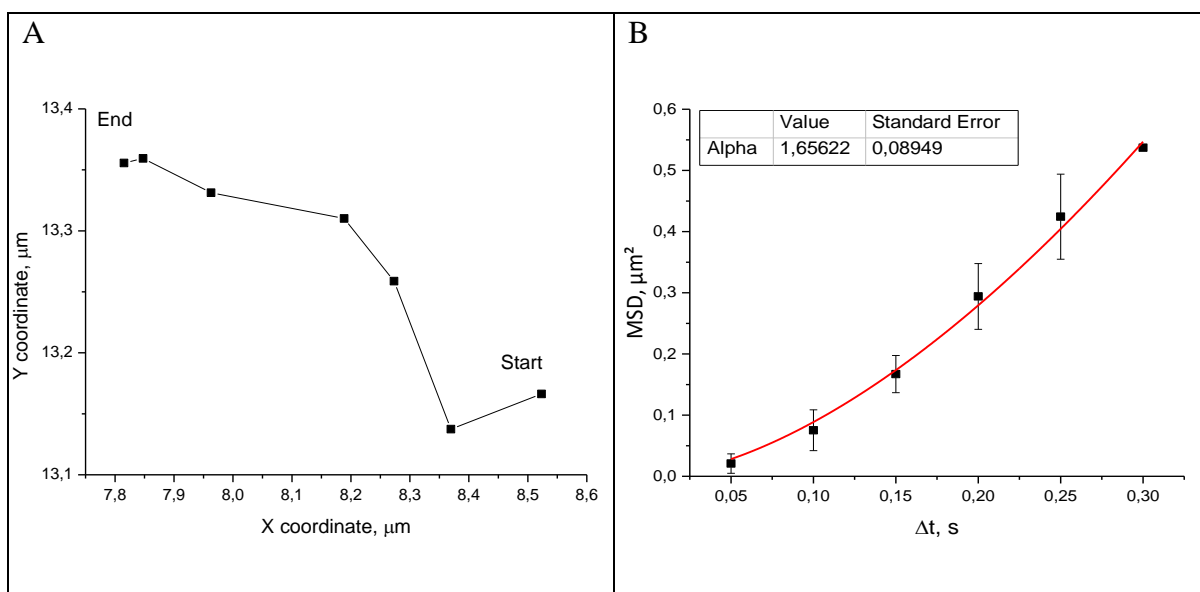 A
13,4
13,3
13,2
13,1
Y coordinate, μm
End
Start
7,8 7,9 8,0 8,1 8,2 8,3 8,4 8,5 8,6
X coordinate, μm
B
0,6
0,5
0,4
0,3
0,2
0,1
0,0
MSD, μm²
Value Standard Error
Alpha 1,65622 0,08949
0,05 0,10 0,15 0,20 0,25 0,30
Δt, s